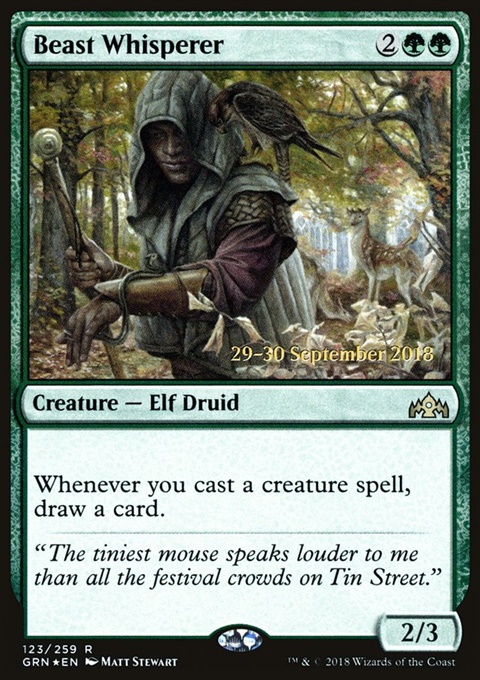 Beast Whisperer 2
29–30 September 2018
Creature — Elf Druid
Whenever you cast a creature spell,
draw a card.
“The tiniest mouse speaks louder to me
than all the festival crowds on Tin Street.”
2/3
123/259 R
GRN★EN Matt Stewart
™ & © 2018 Wizards of the Coast